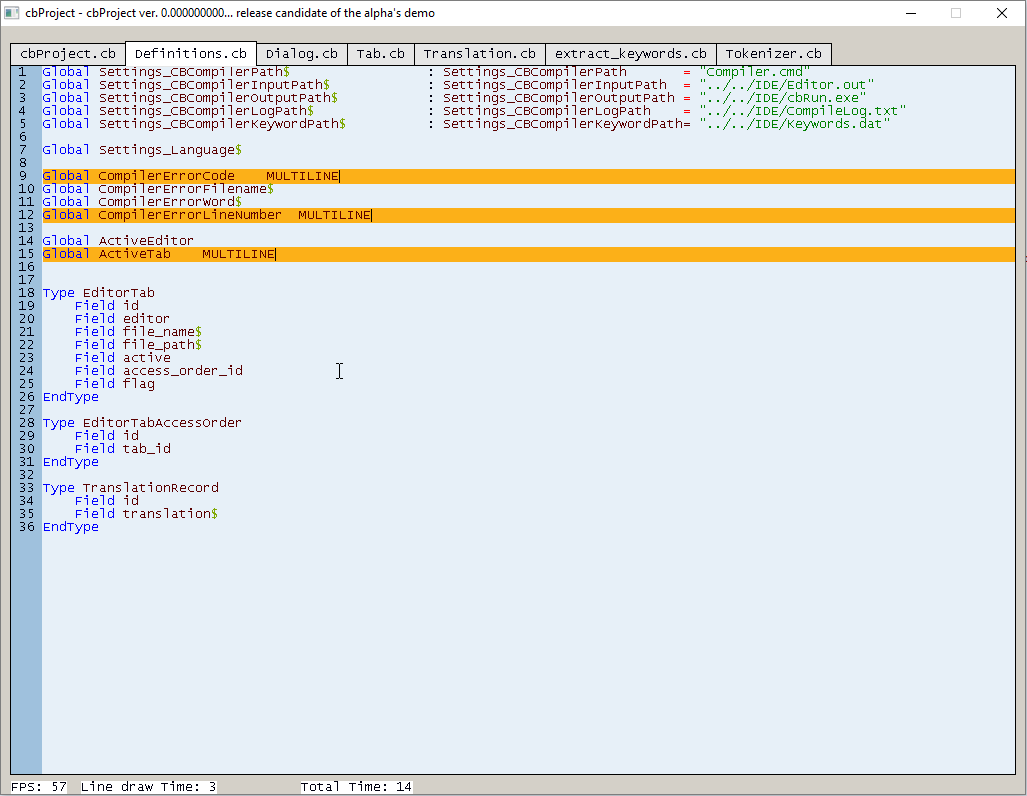 cbProject - cbProject ver. 0.000000000... release candidate of the alpha's demo
cbProject.cb Definitions.cb Dialog.cb Tab.cb Translation.cb extract_keywords.cb Tokenizer.cb
1 Global Settings_CBCompilerPath$ : Settings_CBCompilerPath = "Compiler.cmd"
2 Global Settings_CBCompilerInputPath$ : Settings_CBCompilerInputPath = "../../IDE/Editor.out"
3 Global Settings_CBCompilerOutputPath$ : Settings_CBCompilerOutputPath = "../../IDE/cbRun.exe"
4 Global Settings_CBCompilerLogPath$ : Settings_CBCompilerLogPath = "../../IDE/CompileLog.txt"
5 Global Settings_CBCompilerKeywordPath$ : Settings_CBCompilerKeywordPath= "../../IDE/Keywords.dat"
6
7 Global Settings_Language$
8
9 Global CompilerErrorCode MULTILINE
10 Global CompilerErrorFilename$
11 Global CompilerErrorWord$
12 Global CompilerErrorLineNumber MULTILINE
13
14 Global ActiveEditor
15 Global ActiveTab MULTILINE
16
17
18 Type EditorTab
19 Field id
20 Field editor
21 Field file_name$
22 Field file_path$
23 Field active
24 Field access_order_id
25 Field flag
26 EndType
27
28 Type EditorTabAccessOrder
29 Field id
30 Field tab_id
31 EndType
32
33 Type TranslationRecord
34 Field id
35 Field translation$
36 EndType
FPS: 57 Line draw Time: 3 Total Time: 14